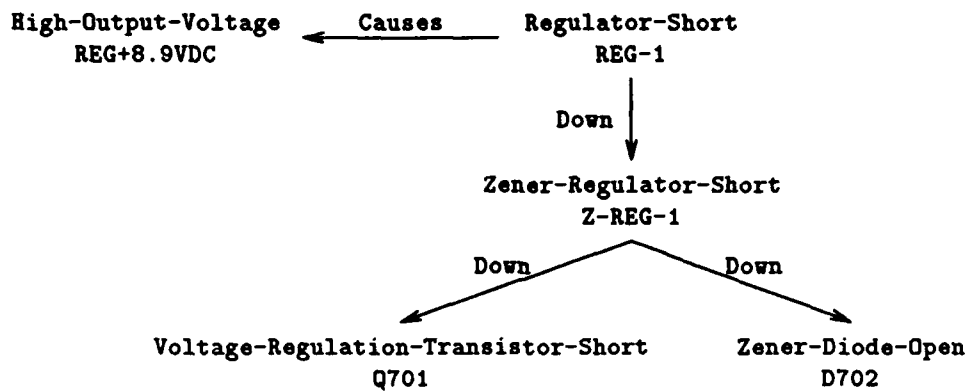 High-Output-Voltage
REG+8.9VDC
Causes
Regulator-Short
REG-1
Down
Zener-Regulator-Short
Z-REG-1
Down
Down
Voltage-Regulation-Transistor-Short
Q701
Zener-Diode-Open
D702